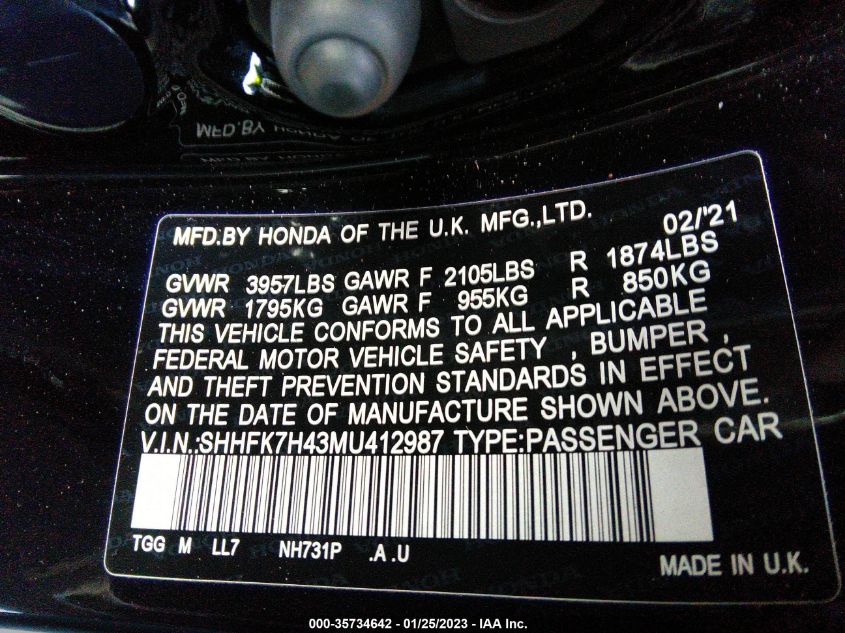 MFD.BY HONDA OF THE U.K. MFG.,LTD. 02/'21
GVWR 3957LBS GAWR F 2105LBS R 1874LBS
GVWR 1795KG GAWR F 955KG R 850KG
THIS VEHICLE CONFORMS TO ALL APPLICABLE
FEDERAL MOTOR VEHICLE SAFETY , BUMPER ,
AND THEFT PREVENTION STANDARDS IN EFFECT
ON THE DATE OF MANUFACTURE SHOWN ABOVE.
V.I.N.:SHHFK7H43MU412987 TYPE:PASSENGER CAR
TGG M LL7 NH731P .A .U
MADE IN U.K.
000-35734642 - 01/25/2023 - IAA Inc.